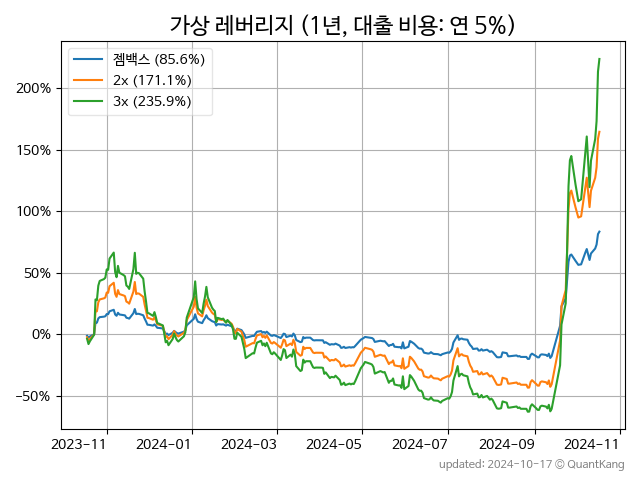 가상 레버리지 (1년, 대출 비용: 연 5%)
젬백스 (85.6%)
2x (171.1%)
3x (235.9%)
200%
150%
100%
50%
0%
−50%
2023-11 2024-01 2024-03 2024-05 2024-07 2024-09 2024-11
updated: 2024-10-17 © QuantKang